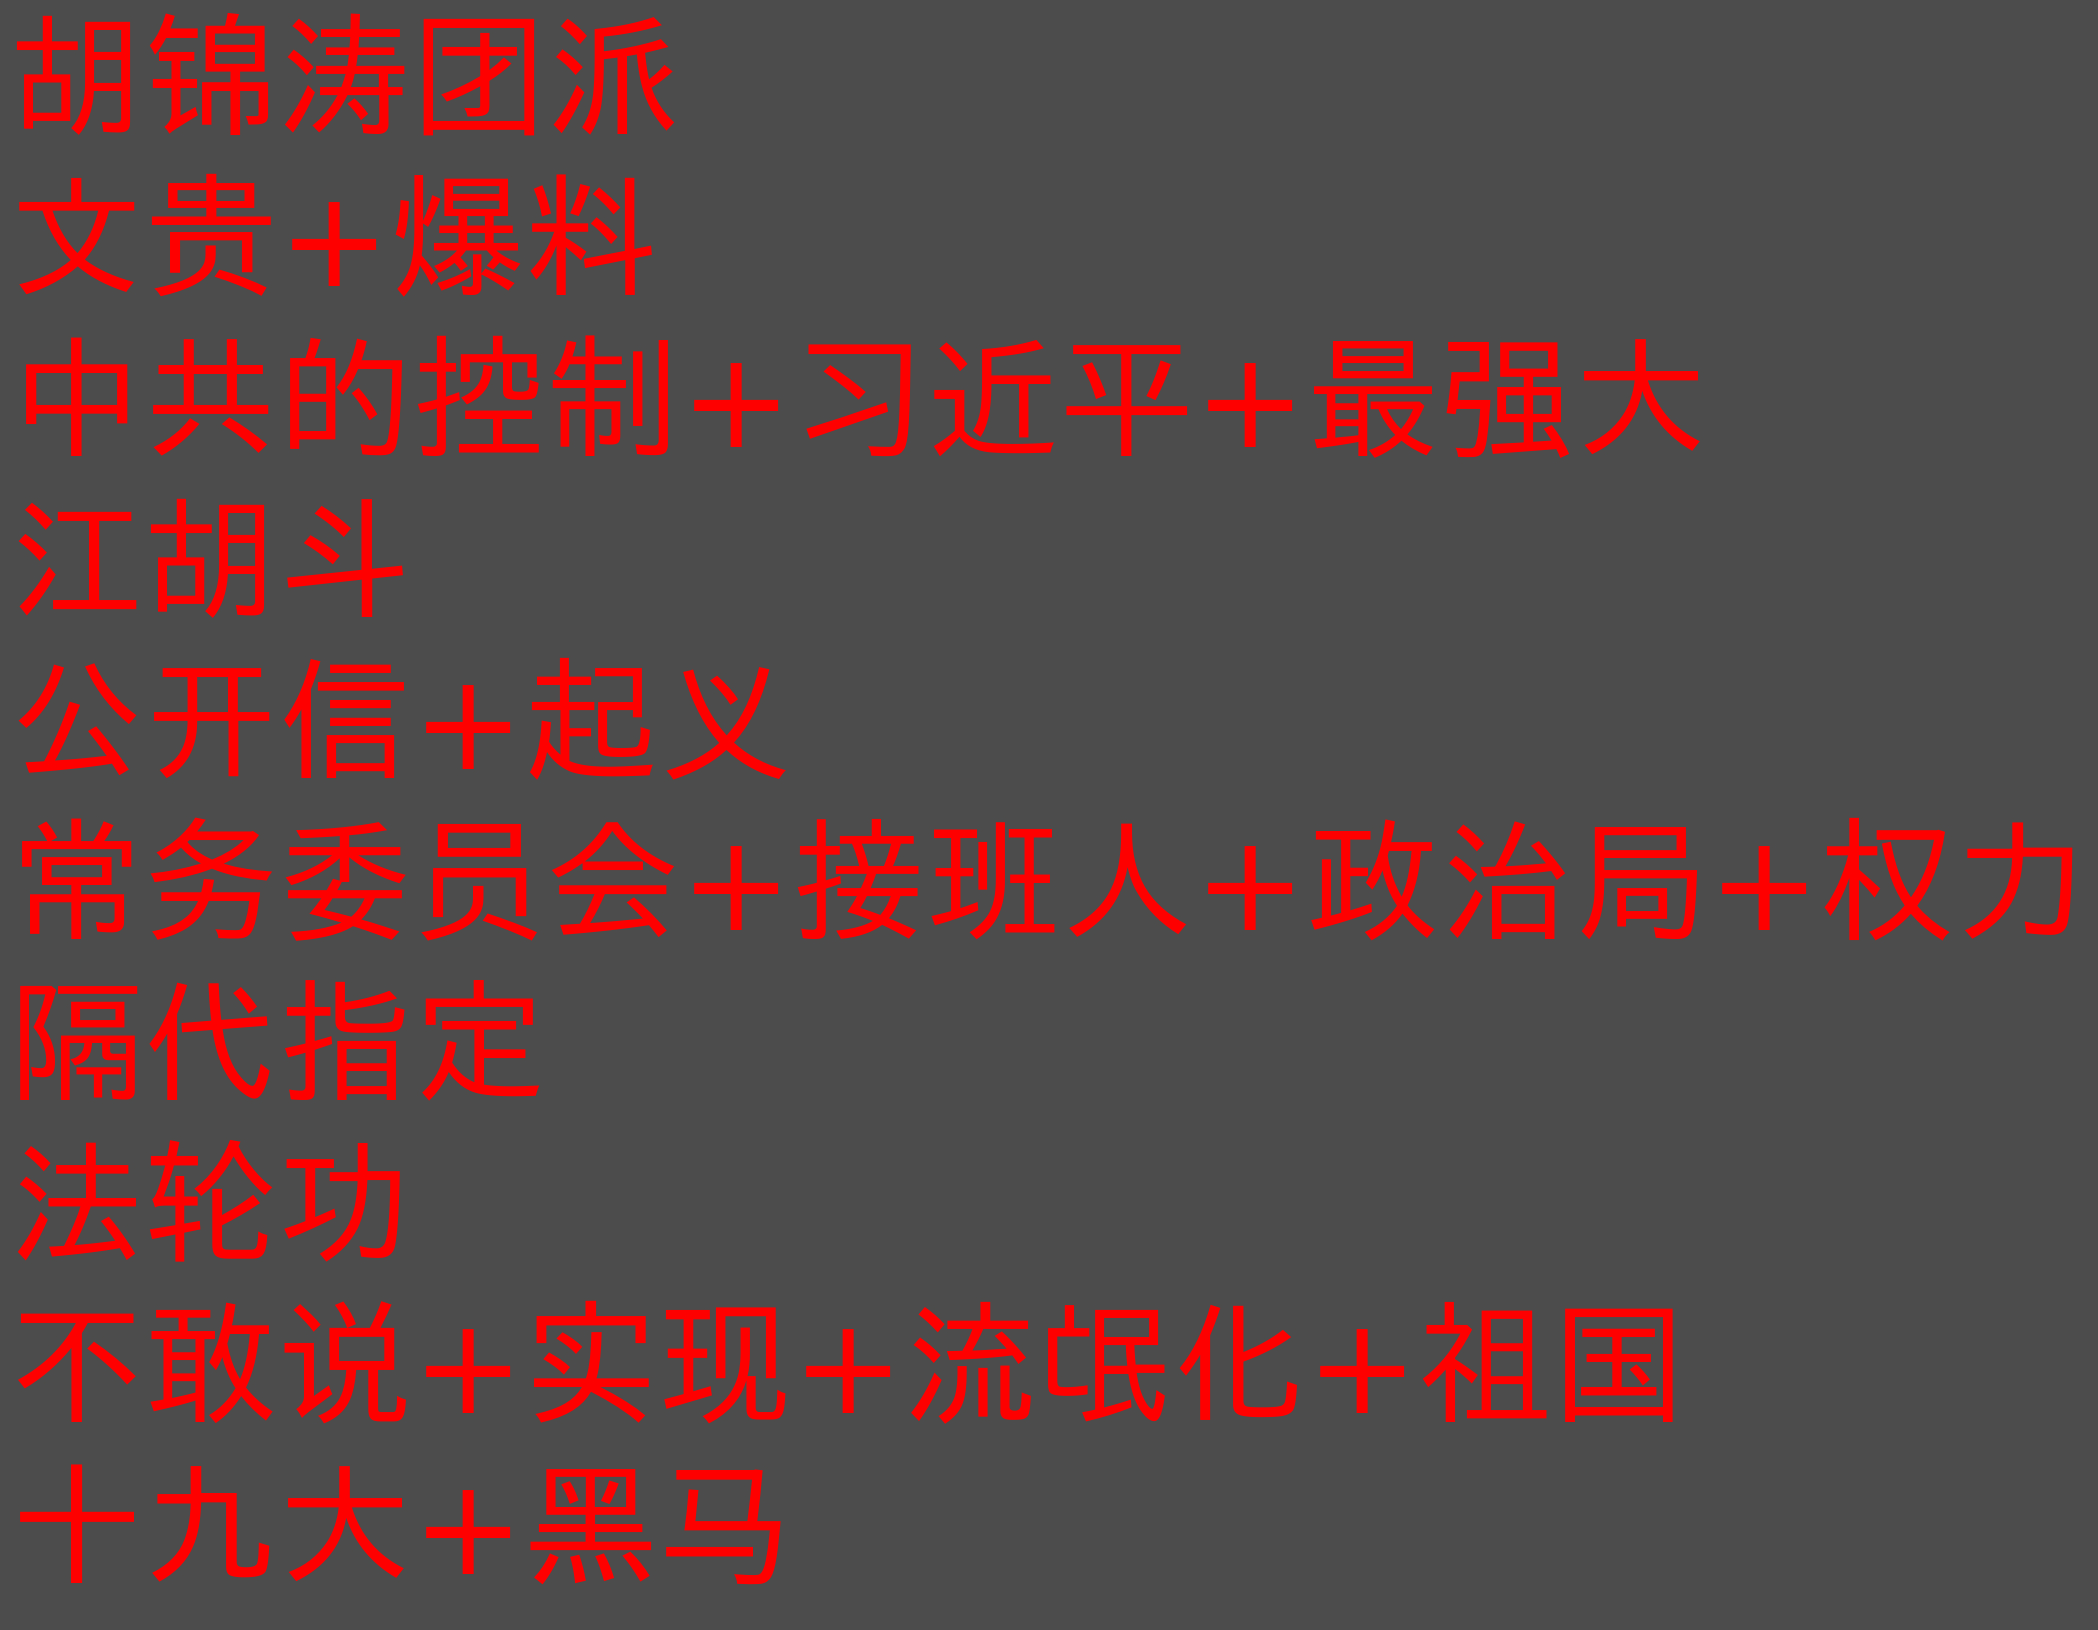 胡锦涛团派
文贵+爆料
中共的控制+习近平+最强大
江胡斗
公开信+起义
常务委员会+接班人+政治局+权力
隔代指定
法轮功
不敢说+实现+流氓化+祖国
十九大+黑马